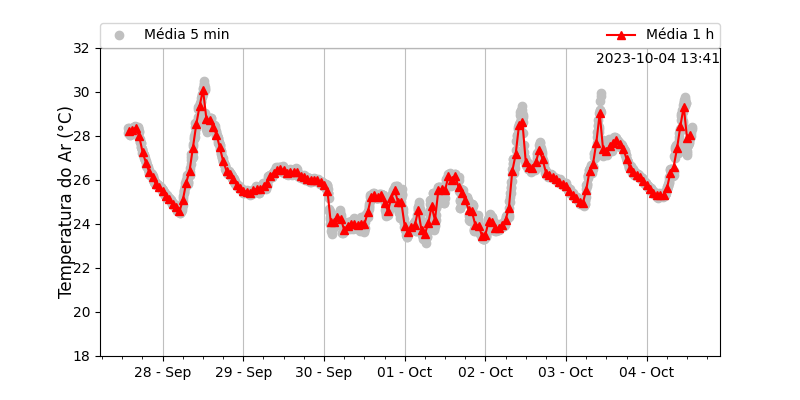 Média 5 min
Média 1 h
2023-10-04 13:41
Temperatura do Ar (°C)
32
30
28
26
24
22
20
18
28 - Sep
29 - Sep
30 - Sep
01 - Oct
02 - Oct
03 - Oct
04 - Oct